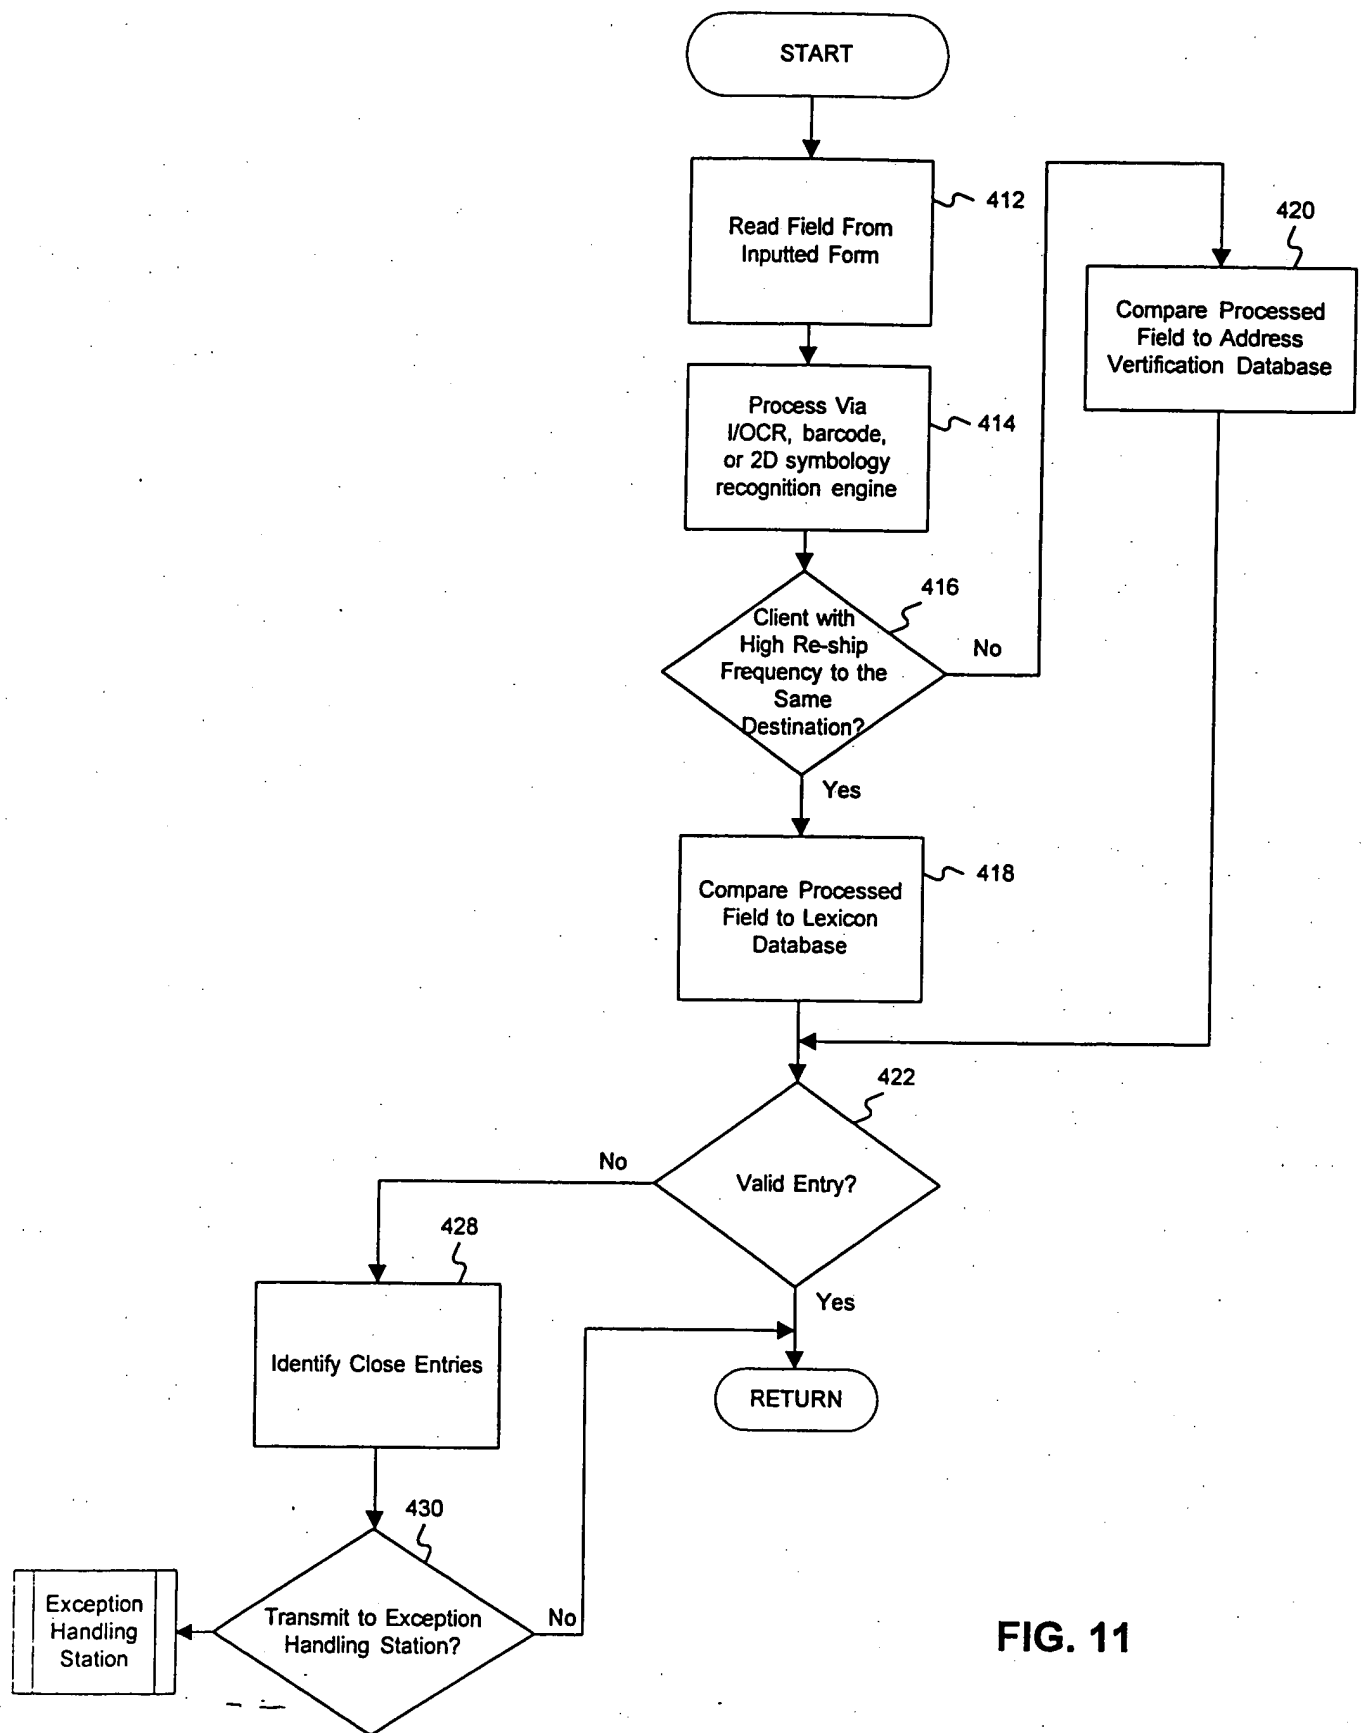 START
412
Read Field From
Inputted Form
420
Compare Processed
Field to Address
Vertification Database
Process Via
I/OCR, barcode,
or 2D symbology
recognition engine
414
416
Client with
High Re-ship
Frequency to the
Same
Destination?
No
Yes
418
Compare Processed
Field to Lexicon
Database
422
Valid Entry?
No
Yes
428
Identify Close Entries
RETURN
430
Transmit to Exception
Handling Station?
No
Exception
Handling
Station
FIG. 11